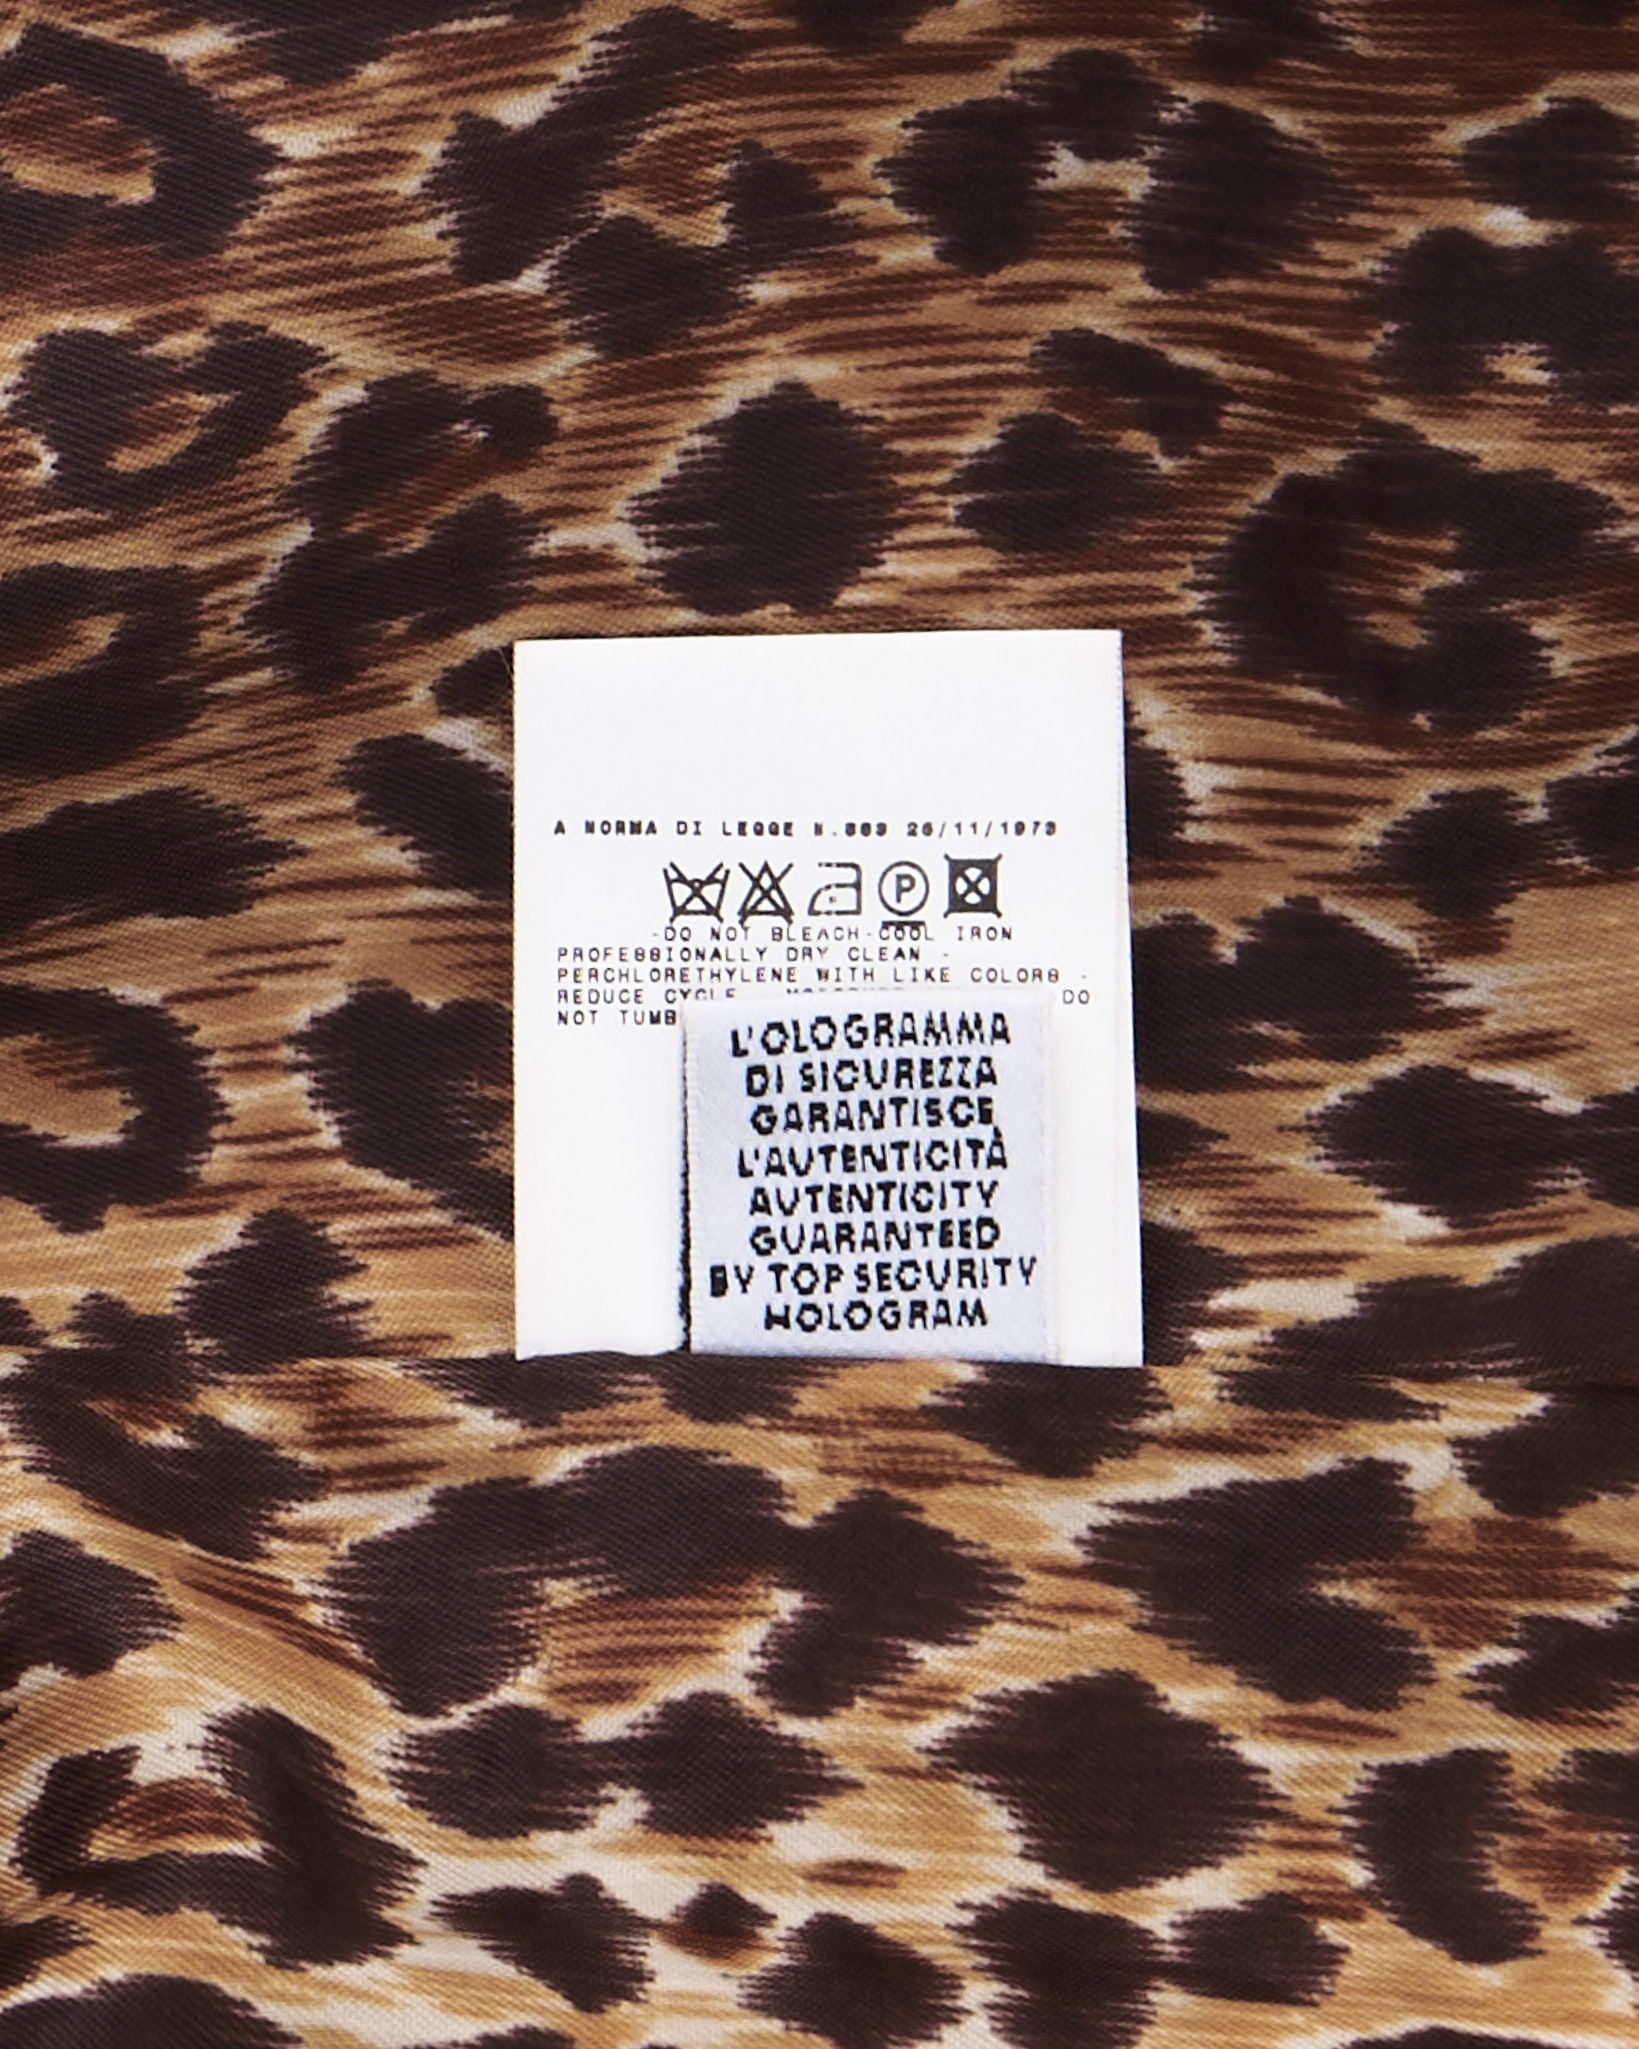 A NORMA DI LEGGE N.883 26/11/1973
P
-DO NOT BLEACH-COOL IRON
PROFESSIONALLY DRY CLEAN -
PERCHLORETHYLENE WITH LIKE COLORS -
REDUCE CYCLE DO
NOT TUMB
L'OLOGRAMMA
DI SICUREZZA
GARANTISCE
L'AUTENTICITÀ
AUTENTICITY
GUARANTEED
BY TOP SECURITY
HOLOGRAM